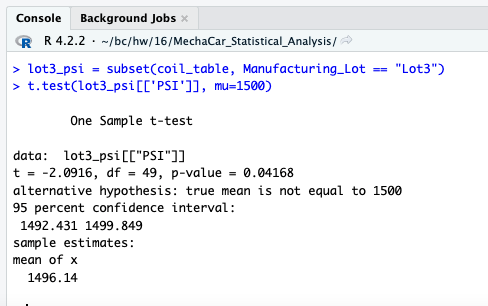 Console Background Jobs ×
R R 4.2.2 · ~/bc/hw/16/MechaCar_Statistical_Analysis/
> lot3_psi = subset(coil_table, Manufacturing_Lot == "Lot3")
> t.test(lot3_psi[['PSI']], mu=1500)
One Sample t-test
data:  lot3_psi[["PSI"]]
t = -2.0916, df = 49, p-value = 0.04168
alternative hypothesis: true mean is not equal to 1500
95 percent confidence interval:
1492.431 1499.849
sample estimates:
mean of x
1496.14